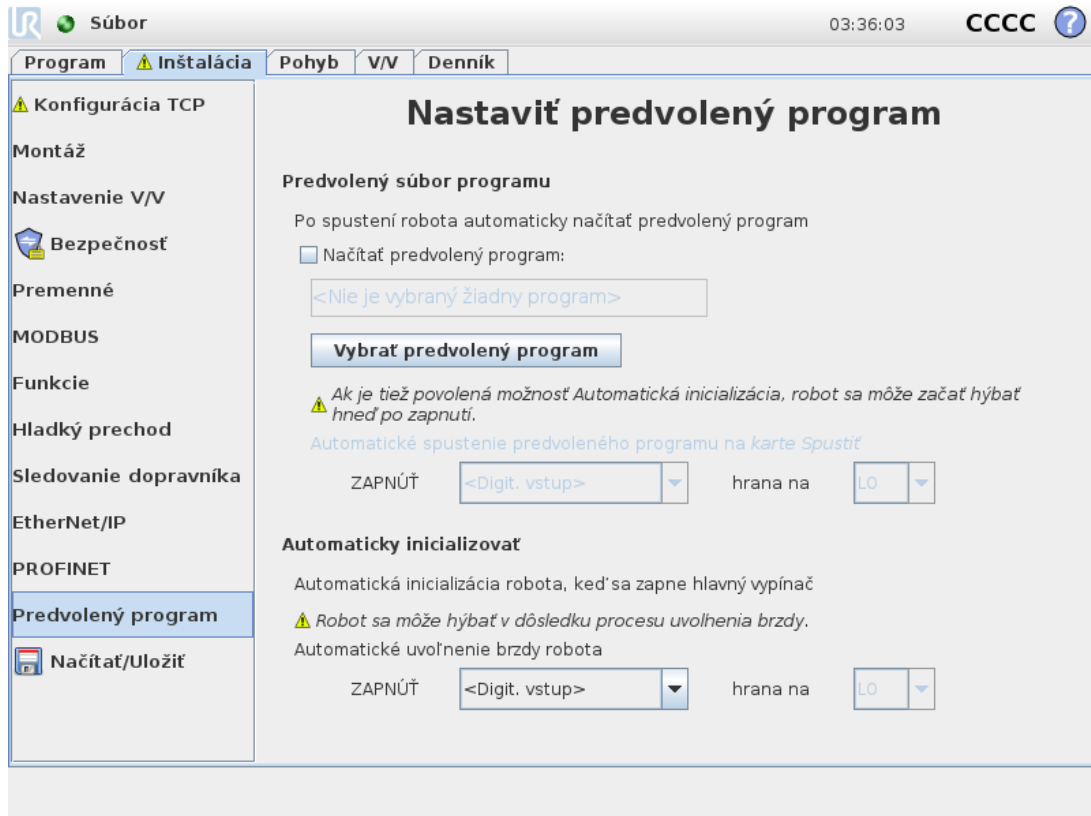 UR Súbor 03:36:03 CCCC ?
Program Inštalácia Pohyb V/V Denník
Konfigurácia TCP
Montáž
Nastavenie V/V
Bezpečnosť
Premenné
MODBUS
Funkcie
Hladký prechod
Sledovanie dopravníka
EtherNet/IP
PROFINET
Predvolený program
Načítať/Uložiť
Nastaviť predvolený program
Predvolený súbor programu
Po spustení robota automaticky načítať predvolený program
Načítať predvolený program:
<Nie je vybraný žiadny program>
Vybrať predvolený program
Ak je tiež povolená možnosť Automatická inicializácia, robot sa môže začať hýbať
hneď po zapnutí.
Automatické spustenie predvoleného programu na karte Spustiť
ZAPNÚŤ <Digit. vstup> hrana na LO
Automaticky inicializovať
Automatická inicializácia robota, keď sa zapne hlavný vypínač
Robot sa môže hýbať v dôsledku procesu uvoľhenia brzdy.
Automatické uvoľnenie brzdy robota
ZAPNÚŤ <Digit. vstup> hrana na LO